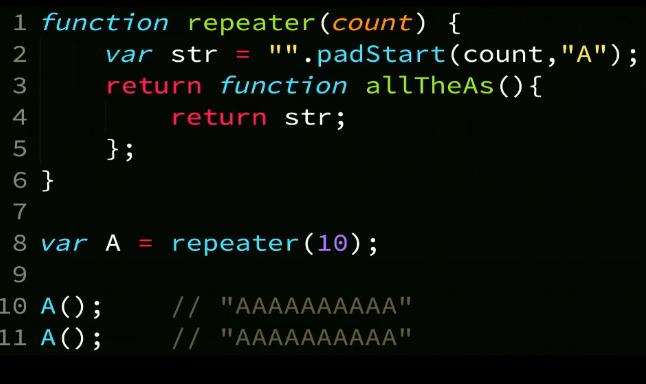 1 function repeater(count) {
2     var str = "".padStart(count,"A");
3     return function allTheAs(){
4         return str;
5     };
6 }
7
8 var A = repeater(10);
9
10 A();    // "AAAAAAAAAA"
11 A();    // "AAAAAAAAAA"